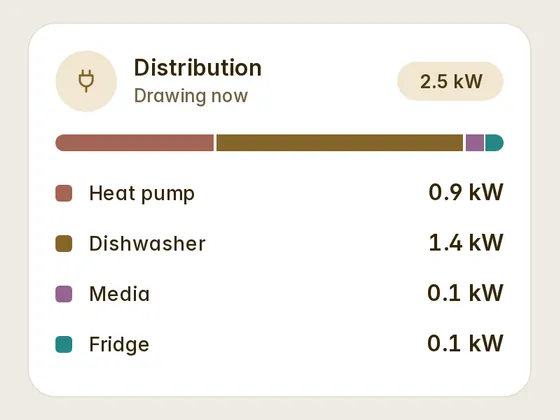 Distribution
Drawing now
2.5 kW
Heat pump 0.9 kW
Dishwasher 1.4 kW
Media 0.1 kW
Fridge 0.1 kW